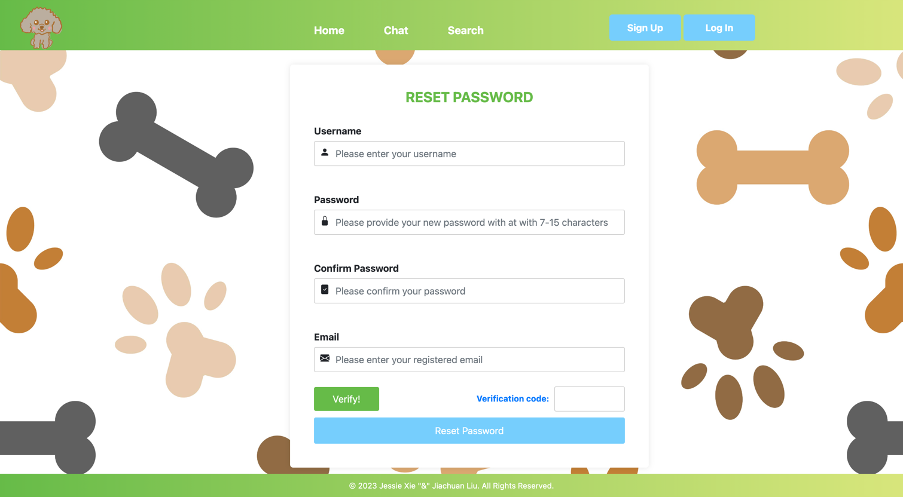 Home Chat Search Sign Up Log In
RESET PASSWORD
Username
Please enter your username
Password
Please provide your new password with at with 7-15 characters
Confirm Password
Please confirm your password
Email
Please enter your registered email
Verify! Verification code:
Reset Password
© 2023 Jessie Xie "&" Jiachuan Liu. All Rights Reserved.